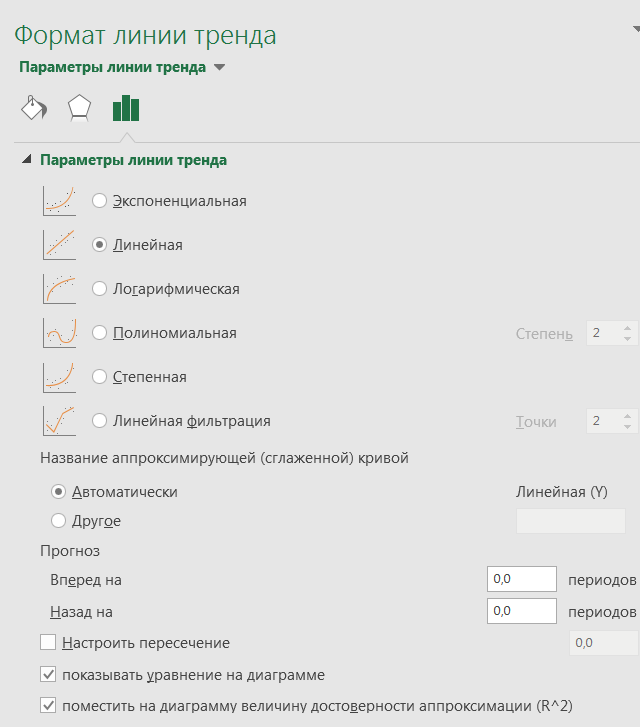 Формат линии тренда
Параметры линии тренда
Параметры линии тренда
Экспоненциальная
Линейная
Логарифмическая
Полиномиальная Степень 2
Степенная
Линейная фильтрация Точки 2
Название аппроксимирующей (сглаженной) кривой
Автоматически Линейная (Y)
Другое
Прогноз
Вперед на 0,0 периодов
Назад на 0,0 периодов
Настроить пересечение 0,0
показывать уравнение на диаграмме
поместить на диаграмму величину достоверности аппроксимации (R^2)